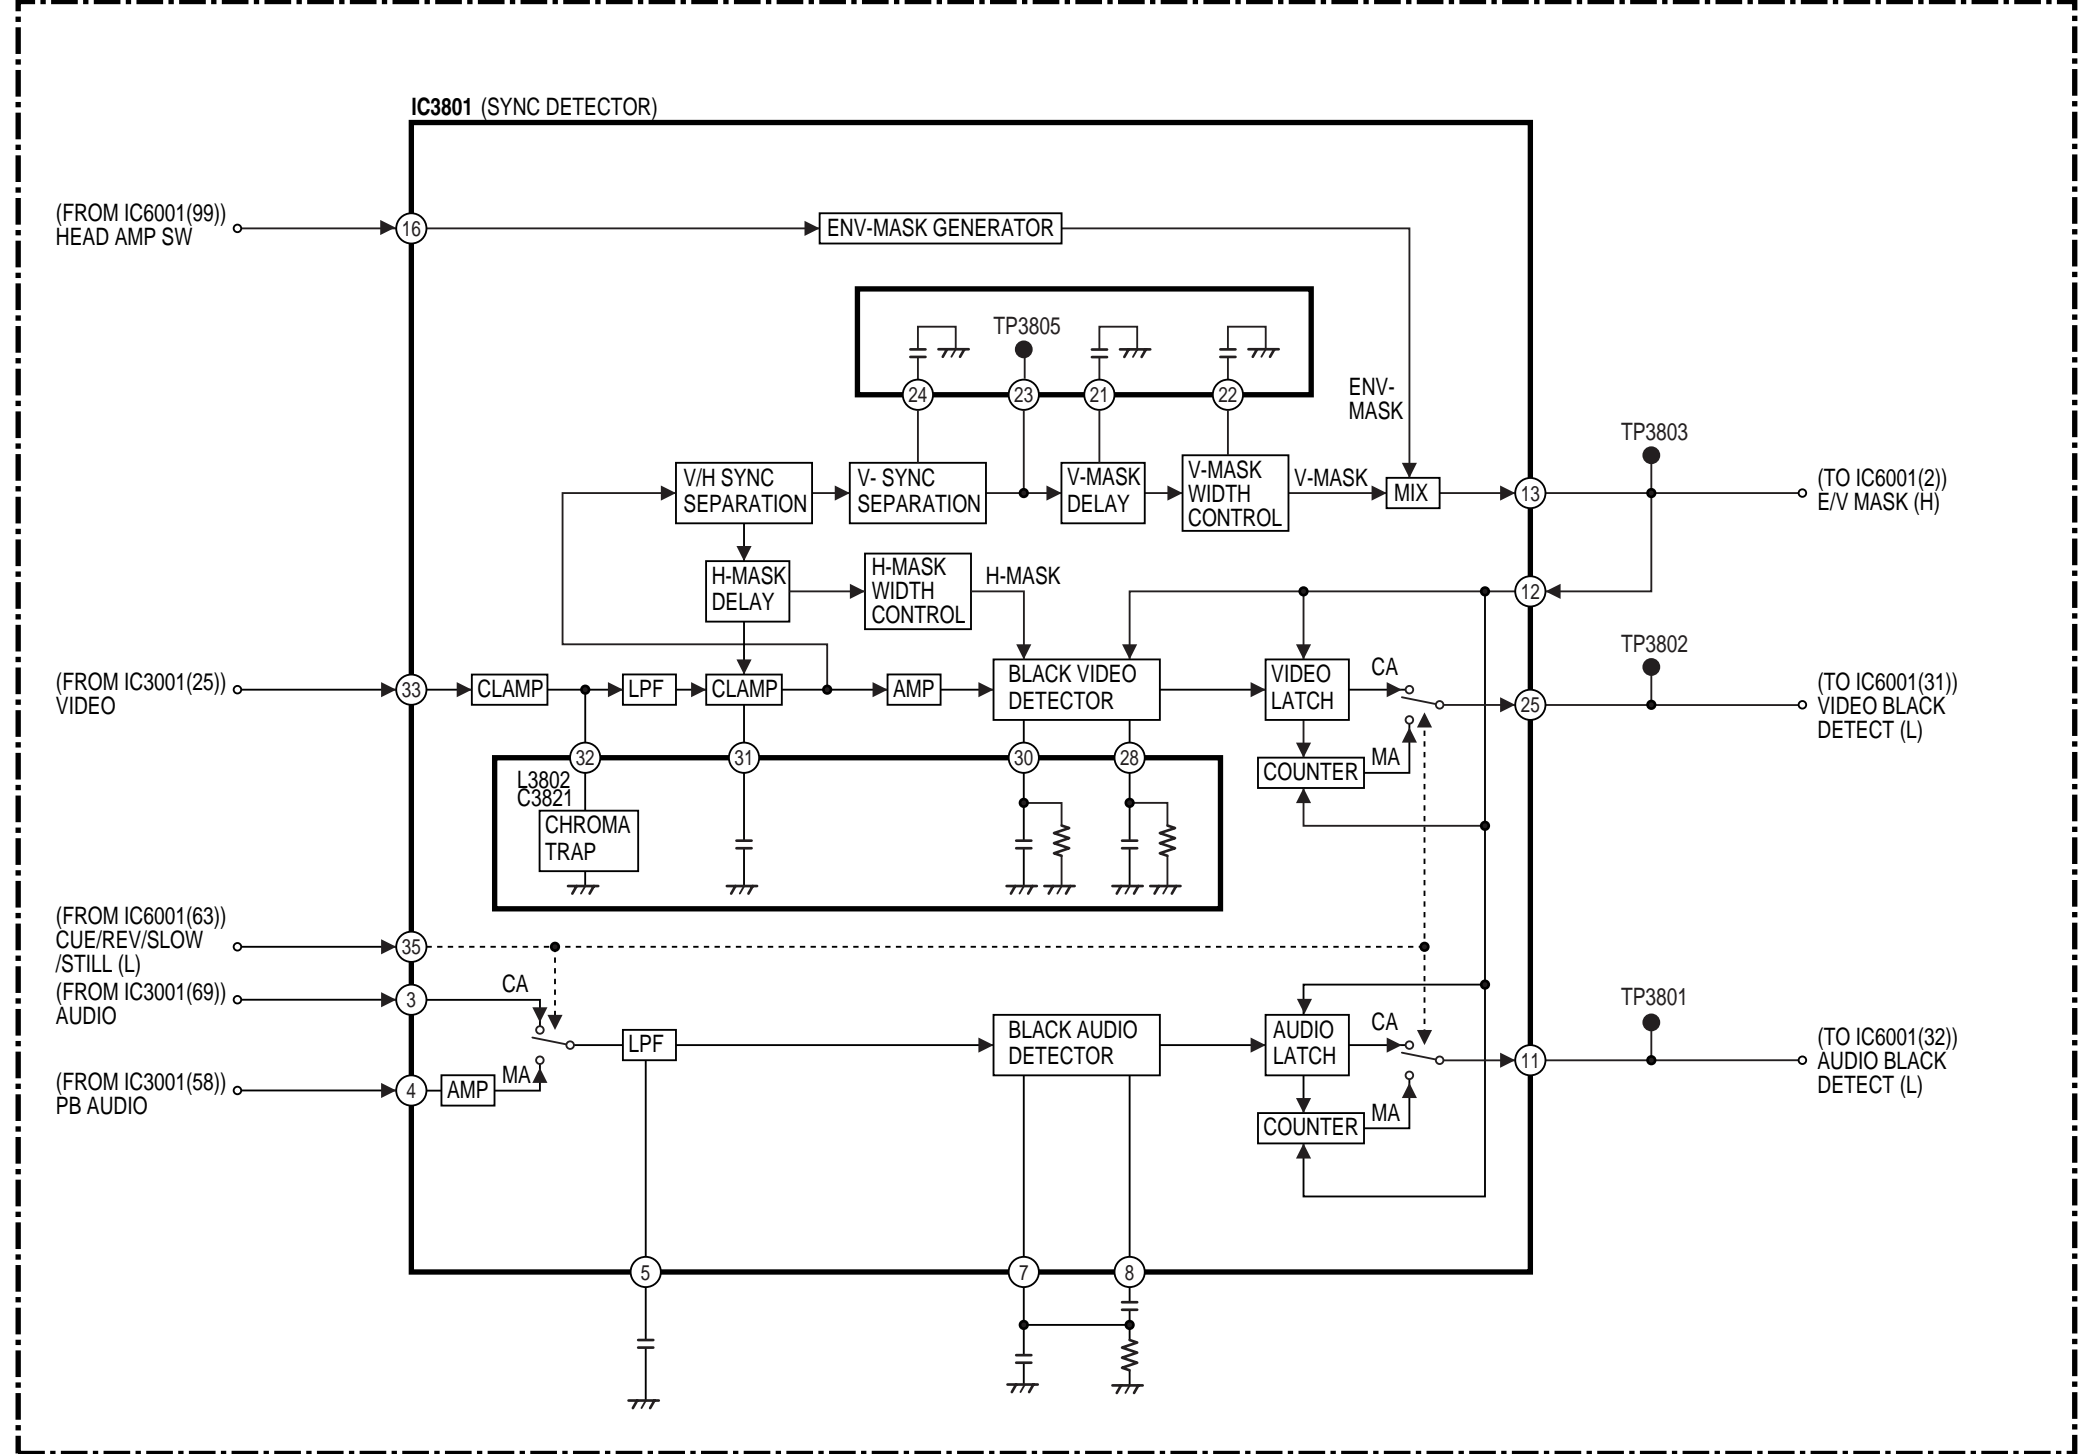 IC3801 (SYNC DETECTOR)
(FROM IC6001(99))
HEAD AMP SW
16
ENV-MASK GENERATOR
TP3805
24
23
21
22
ENV-
MASK
TP3803
V/H SYNC
SEPARATION
V- SYNC
SEPARATION
V-MASK
DELAY
V-MASK
WIDTH
CONTROL
V-MASK
MIX
13
(TO IC6001(2))
E/V MASK (H)
H-MASK
DELAY
H-MASK
WIDTH
CONTROL
H-MASK
12
TP3802
(FROM IC3001(25))
VIDEO
33
CLAMP
LPF
CLAMP
AMP
BLACK VIDEO
DETECTOR
VIDEO
LATCH
CA
25
(TO IC6001(31))
VIDEO BLACK
DETECT (L)
32
31
30
28
COUNTER
MA
L3802
C3821
CHROMA
TRAP
(FROM IC6001(63))
CUE/REV/SLOW
/STILL (L)
35
(FROM IC3001(69))
AUDIO
3
CA
LPF
BLACK AUDIO
DETECTOR
AUDIO
LATCH
CA
TP3801
11
(TO IC6001(32))
AUDIO BLACK
DETECT (L)
(FROM IC3001(58))
PB AUDIO
4
AMP
MA
COUNTER
MA
5
7
8